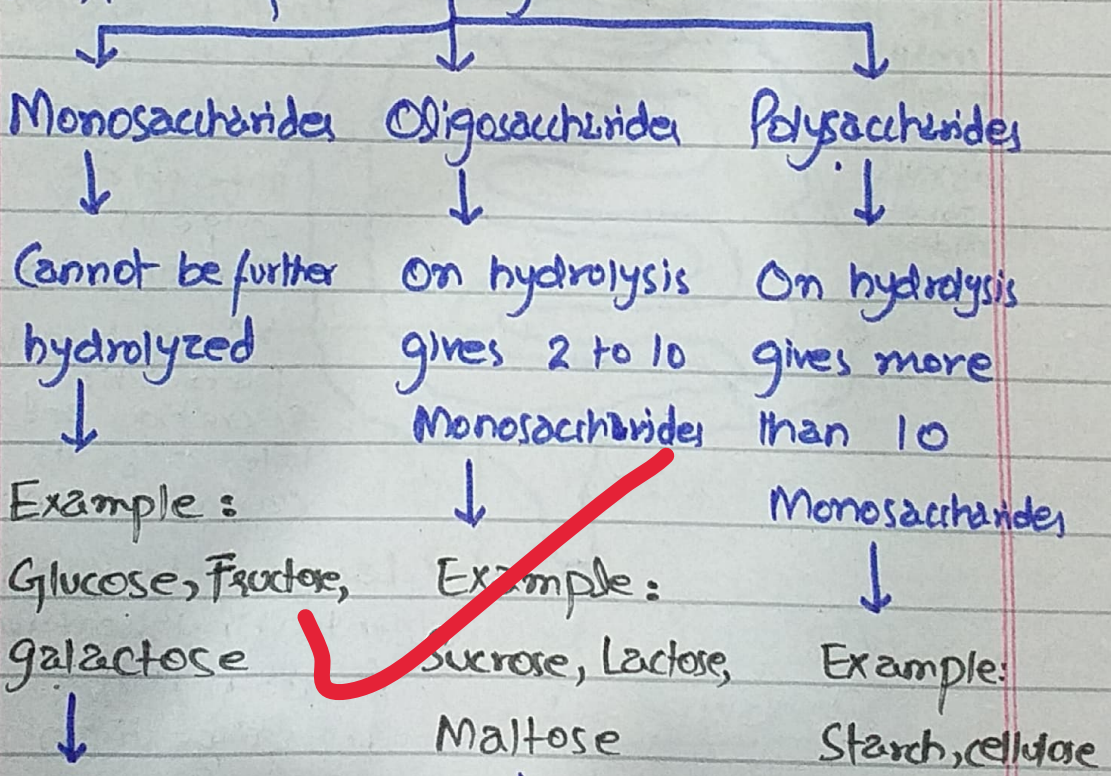 Monosaccharides Oligosaccharides Polysaccharides
Cannot be further On hydrolysis On hydrolysis
hydrolyzed gives 2 to 10 gives more
Monosaccharides than 10
Example : Monosaccharides
Glucose, Fructose, Example :
galactose Sucrose, Lactose, Example:
Maltose Starch, cellulose